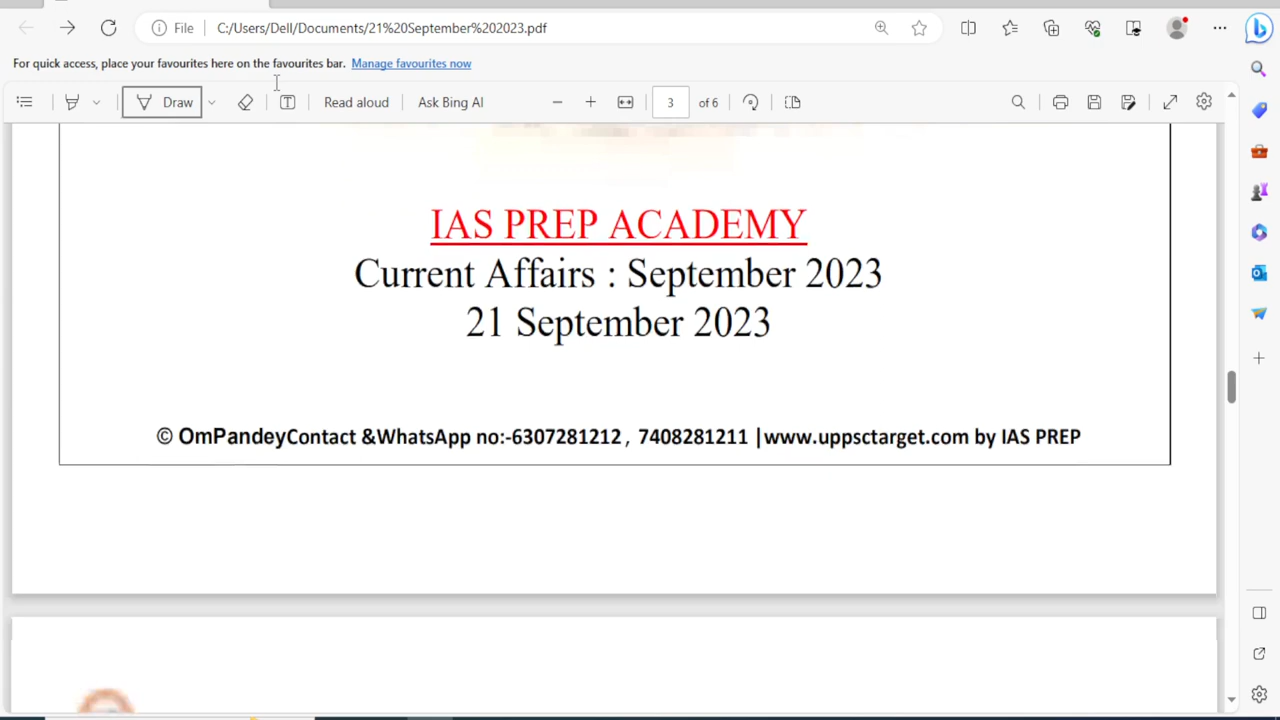 File C:/Users/Dell/Documents/21%20September%202023.pdf
For quick access, place your favourites here on the favourites bar. Manage favourites now
Draw Read aloud Ask Bing AI 3 of 6
IAS PREP ACADEMY
Current Affairs : September 2023
21 September 2023
© OmPandeyContact &WhatsApp no:-6307281212, 7408281211 |www.uppsctarget.com by IAS PREP